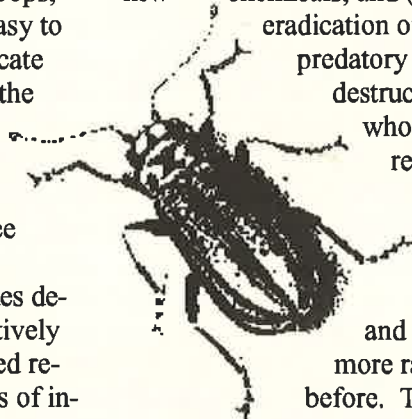 ops,
asy to
cate
the
ee
es de-
tively
ed re-
s of in-
new chemicals, and (
eradication o
predatory
destruc
who
re
and
more ra
before. T